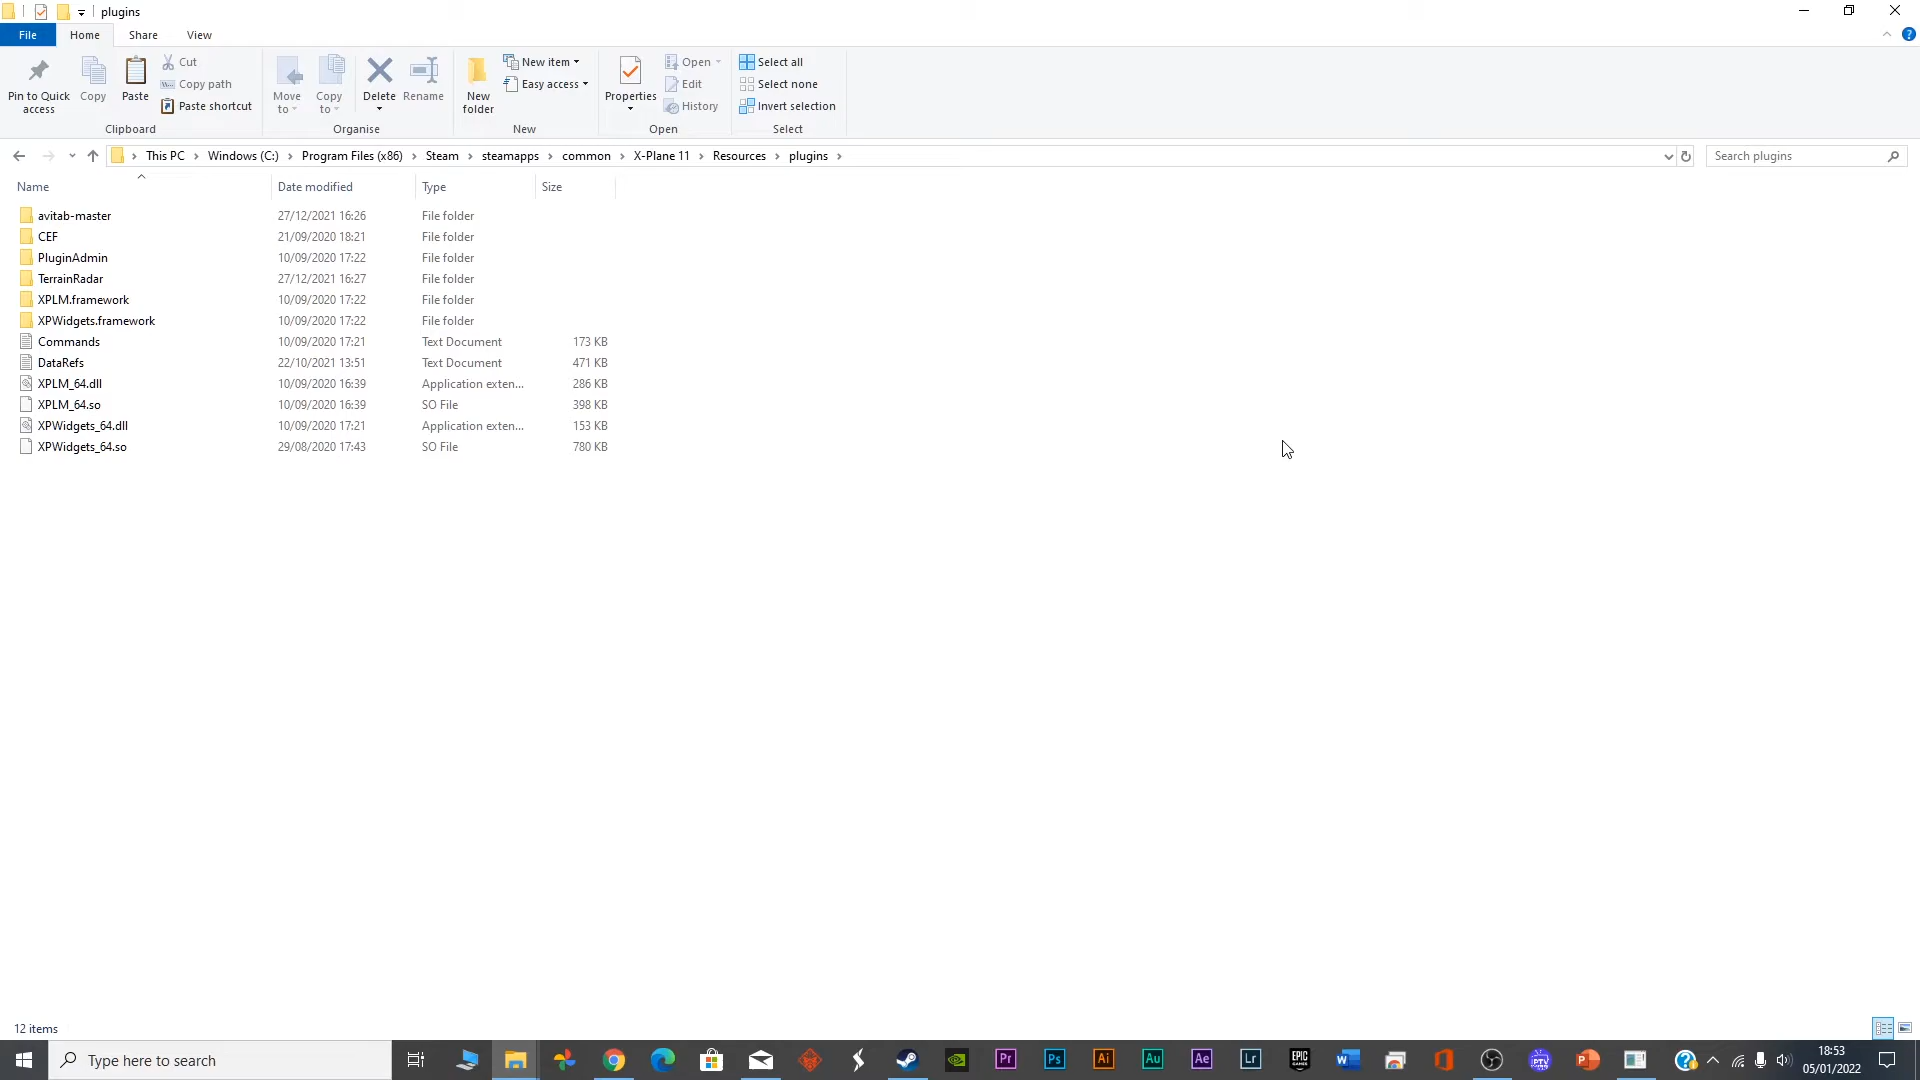 plugins
File Home Share View
Pin to Quick access
Copy
Paste
Cut
Copy path
Paste shortcut
Clipboard
Move to
Copy to
Delete
Rename
Organise
New folder
New item
Easy access
New
Properties
Open
Edit
History
Open
Select all
Select none
Invert selection
Select
This PC › Windows (C:) › Program Files (x86) › Steam › steamapps › common › X-Plane 11 › Resources › plugins ›
Search plugins
Name Date modified Type Size
avitab-master 27/12/2021 16:26 File folder
CEF 21/09/2020 18:21 File folder
PluginAdmin 10/09/2020 17:22 File folder
TerrainRadar 27/12/2021 16:27 File folder
XPLM.framework 10/09/2020 17:22 File folder
XPWidgets.framework 10/09/2020 17:22 File folder
Commands 10/09/2020 17:21 Text Document 173 KB
DataRefs 22/10/2021 13:51 Text Document 471 KB
XPLM_64.dll 10/09/2020 16:39 Application exten... 286 KB
XPLM_64.so 10/09/2020 16:39 SO File 398 KB
XPWidgets_64.dll 10/09/2020 17:21 Application exten... 153 KB
XPWidgets_64.so 29/08/2020 17:43 SO File 780 KB
12 items
Type here to search
Pr Ps Ai Au Ae Lr
EPIC GAMES
IPTV
18:53
05/01/2022